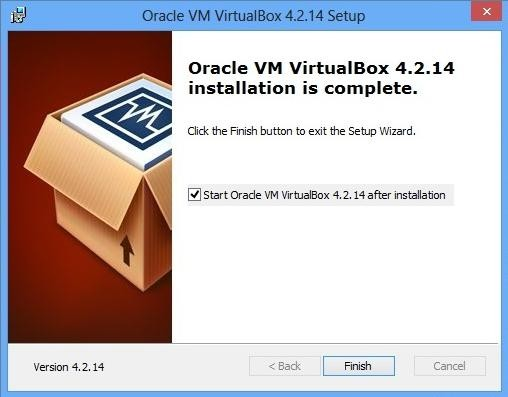 Oracle VM VirtualBox 4.2.14 Setup
Oracle VM VirtualBox 4.2.14
installation is complete.
Click the Finish button to exit the Setup Wizard.
Start Oracle VM VirtualBox 4.2.14 after installation
Version 4.2.14
< Back
Finish
Cancel